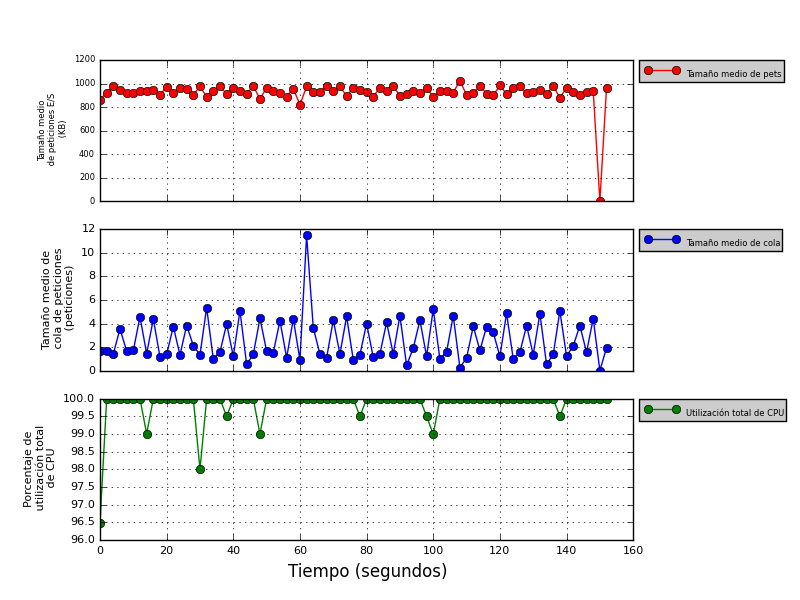 1200
1000
800
600
400
200
0
Tamaño medio
de peticiones E/S
(KB)
Tamaño medio de pets
12
10
8
6
4
2
0
Tamaño medio de
cola de peticiones
(peticiones)
Tamaño medio de cola
100.0
99.5
99.0
98.5
98.0
97.5
97.0
96.5
96.0
Porcentaje de
utilización total
de CPU
Utilización total de CPU
0 20 40 60 80 100 120 140 160
Tiempo (segundos)